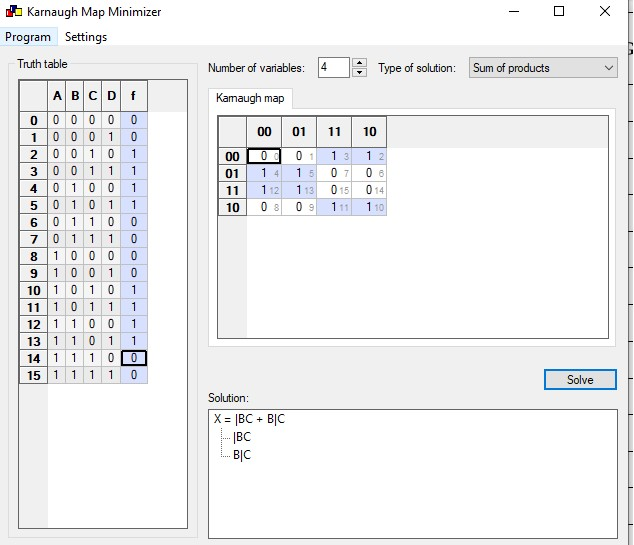 Karnaugh Map Minimizer
Program Settings
Truth table
A B C D f
0 0 0 0 0 0
1 0 0 0 1 0
2 0 0 1 0 1
3 0 0 1 1 1
4 0 1 0 0 1
5 0 1 0 1 1
6 0 1 1 0 0
7 0 1 1 1 0
8 1 0 0 0 0
9 1 0 0 1 0
10 1 0 1 0 1
11 1 0 1 1 1
12 1 1 0 0 1
13 1 1 0 1 1
14 1 1 1 0 0
15 1 1 1 1 0
Number of variables: 4 Type of solution: Sum of products
Karnaugh map
00 01 11 10
00 0 0 0 1 1 3 1 2
01 1 4 1 5 0 7 0 6
11 1 12 1 13 0 15 0 14
10 0 8 0 9 1 11 1 10
Solve
Solution:
X = |BC + B|C
|BC
B|C